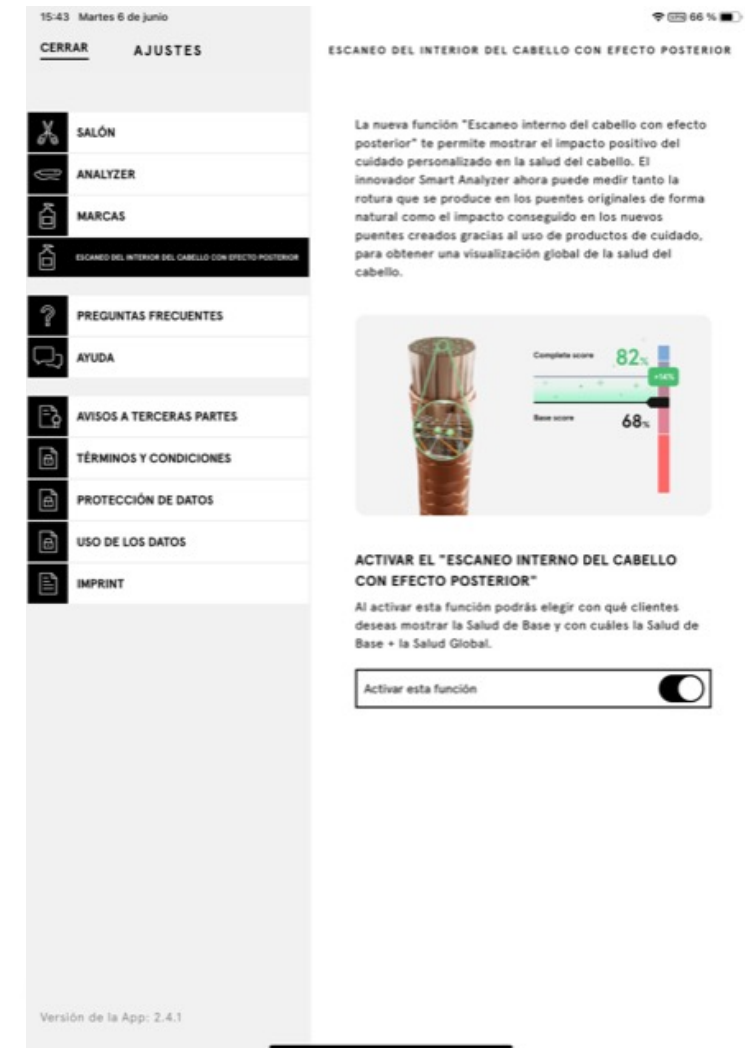 15:43 Martes 6 de junio
VPN 66 %
CERRAR
AJUSTES
ESCANEO DEL INTERIOR DEL CABELLO CON EFECTO POSTERIOR
SALÓN
ANALYZER
MARCAS
ESCANEO DEL INTERIOR DEL CABELLO CON EFECTO POSTERIOR
PREGUNTAS FRECUENTES
AYUDA
AVISOS A TERCERAS PARTES
TÉRMINOS Y CONDICIONES
PROTECCIÓN DE DATOS
USO DE LOS DATOS
IMPRINT
Versión de la App: 2.4.1
La nueva función "Escaneo interno del cabello con efecto
posterior" te permite mostrar el impacto positivo del
cuidado personalizado en la salud del cabello. El
innovador Smart Analyzer ahora puede medir tanto la
rotura que se produce en los puentes originales de forma
natural como el impacto conseguido en los nuevos
puentes creados gracias al uso de productos de cuidado,
para obtener una visualización global de la salud del
cabello.
Complete score 82%
+14%
Base score 68%
ACTIVAR EL "ESCANEO INTERNO DEL CABELLO
CON EFECTO POSTERIOR"
Al activar esta función podrás elegir con qué clientes
deseas mostrar la Salud de Base y con cuáles la Salud de
Base + la Salud Global.
Activar esta función